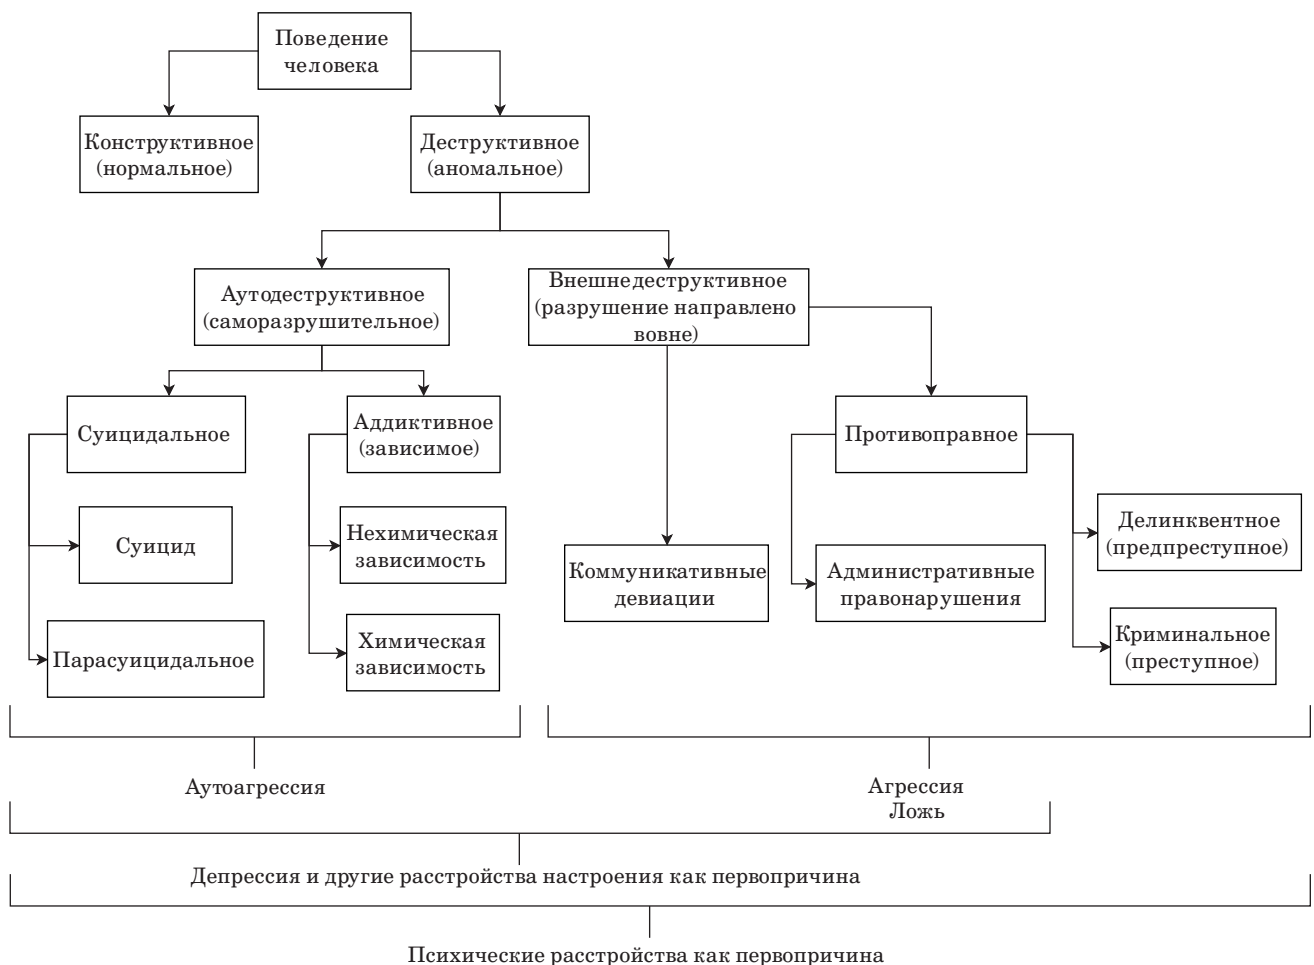 Поведение
человека
Конструктивное
(нормальное)
Деструктивное
(аномальное)
Аутодеструктивное
(саморазрушительное)
Внешнедеструктивное
(разрушение направлено
вовне)
Суицидальное
Аддиктивное
(зависимое)
Противоправное
Суицид
Нехимическая
зависимость
Коммуникативные
девиации
Административные
правонарушения
Делинквентное
(предпреступное)
Парасуицидальное
Химическая
зависимость
Криминальное
(преступное)
Аутоагрессия
Агрессия
Ложь
Депрессия и другие расстройства настроения как первопричина
Психические расстройства как первопричина